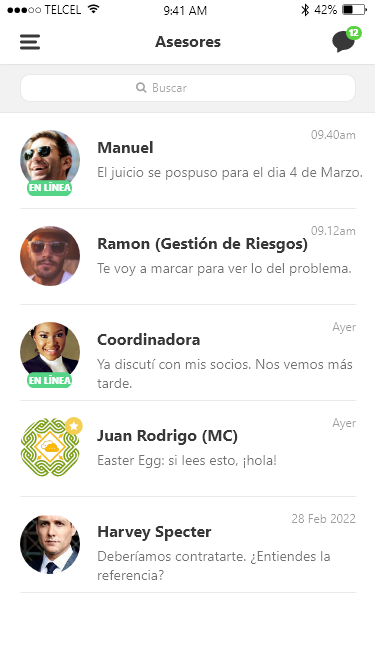 TELCEL 9:41 AM 42%
Asesores 12
Buscar
09.40am
Manuel
El juicio se pospuso para el dia 4 de Marzo.
EN LÍNEA
09.12am
Ramon (Gestión de Riesgos)
Te voy a marcar para ver lo del problema.
Ayer
Coordinadora
Ya discutí con mis socios. Nos vemos más
tarde.
EN LÍNEA
Ayer
Juan Rodrigo (MC)
Easter Egg: si lees esto, ¡hola!
28 Feb 2022
Harvey Specter
Deberíamos contratarte. ¿Entiendes la
referencia?